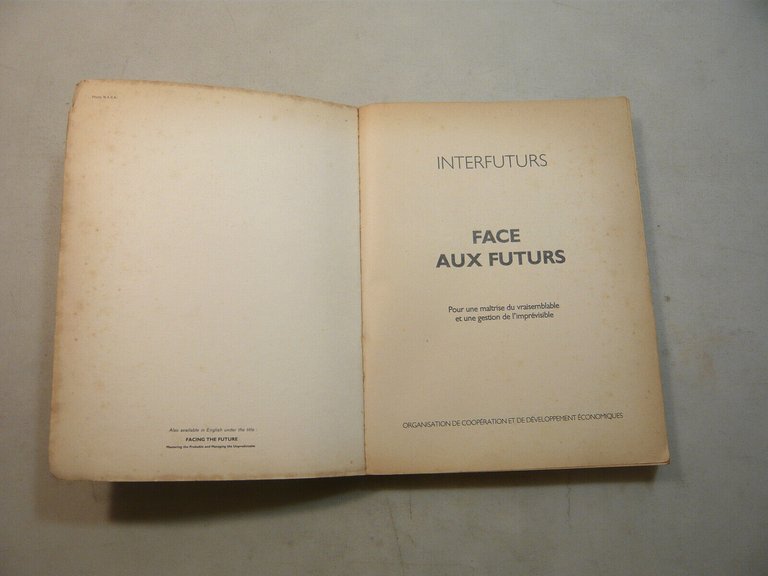 Photo N.A.S.A.
Also available in English under the title :
FACING THE FUTURE
Mastering the Probable and Managing the Unpredictable
INTERFUTURS
FACE
AUX FUTURS
Pour une maîtrise du vraisemblable
et une gestion de l'imprévisible
ORGANISATION DE COOPÉRATION ET DE DÉVELOPPEMENT ÉCONOMIQUES